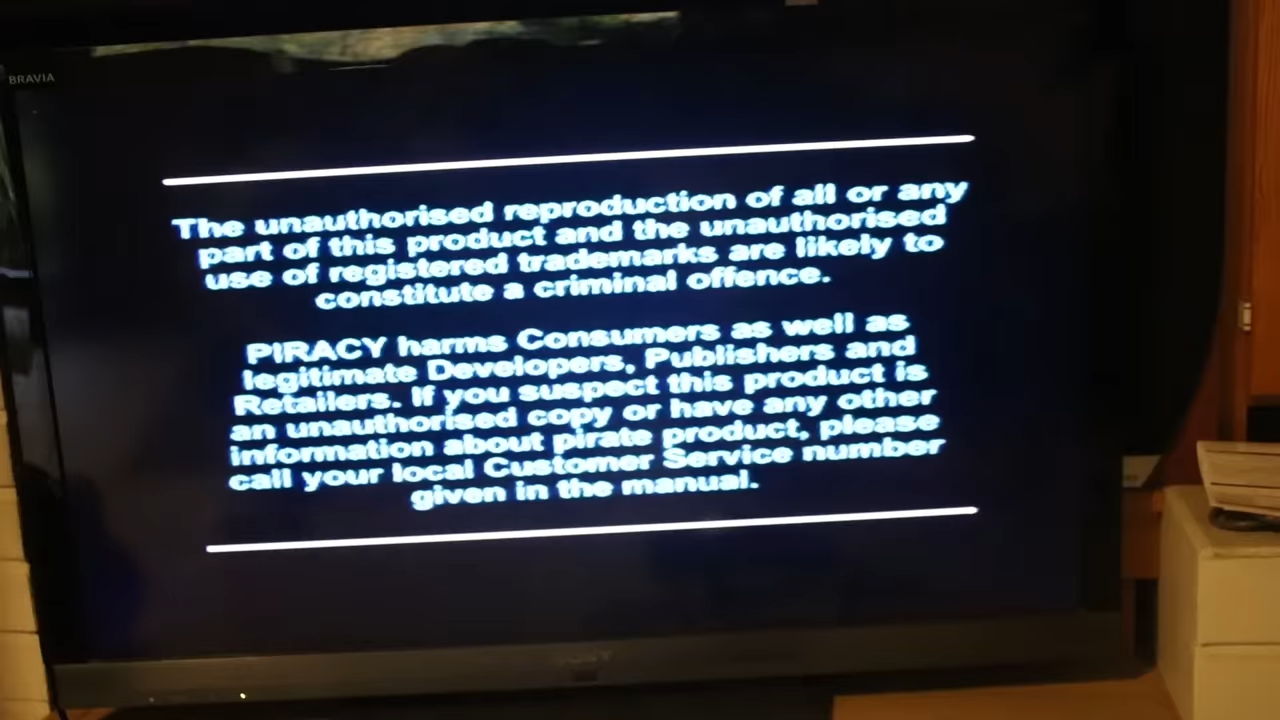 BRAVIA
The unauthorised reproduction of all or any
part of this product and the unauthorised
use of registered trademarks are likely to
constitute a criminal offence.
PIRACY harms Consumers as well as
legitimate Developers, Publishers and
Retailers. If you suspect this product is
an unauthorised copy or have any other
information about pirate product, please
call your local Customer Service number
given in the manual.